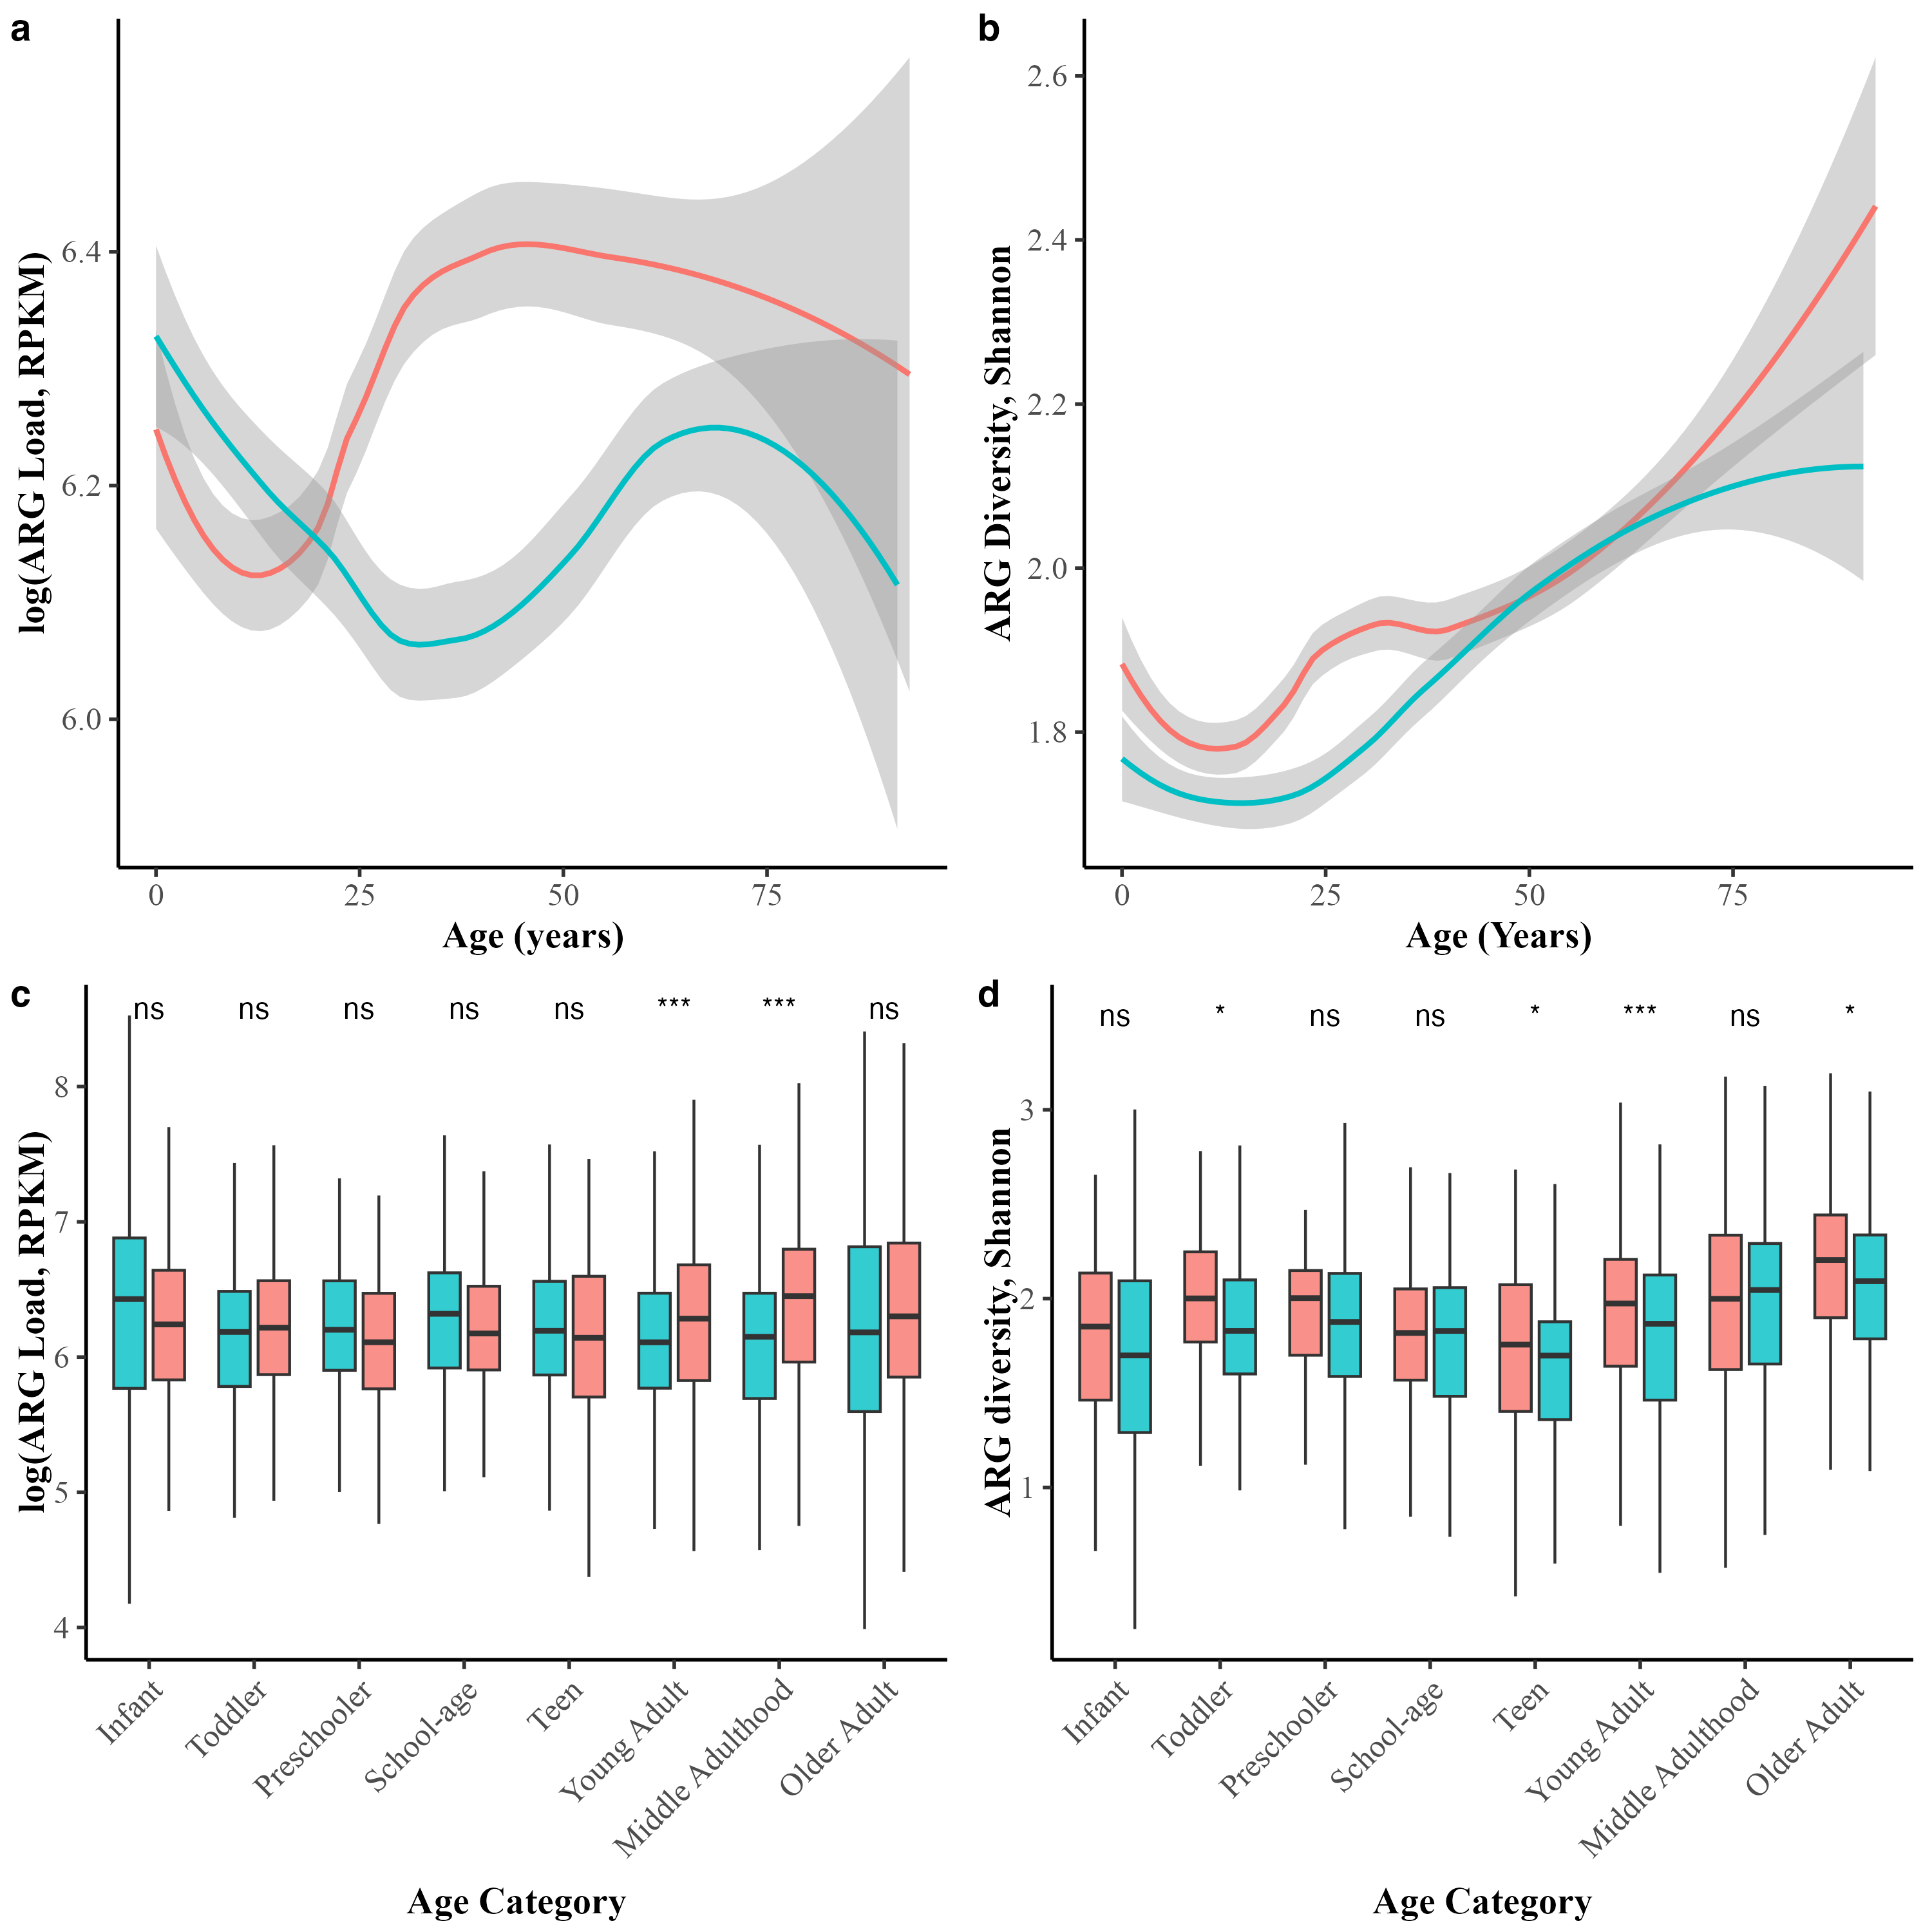 a
log(ARG Load, RPKM)
6.4
6.2
6.0
0 25 50 75
Age (years)
b
ARG Diversity, Shannon
2.6
2.4
2.2
2.0
1.8
0 25 50 75
Age (Years)
c
ns ns ns ns ns *** *** ns
log(ARG Load, RPKM)
8
7
6
5
4
Infant
Toddler
Preschooler
School-age
Teen
Young Adult
Middle Adulthood
Older Adult
Age Category
d
ns * ns ns * *** ns *
ARG diversity, Shannon
3
2
1
Infant
Toddler
Preschooler
School-age
Teen
Young Adult
Middle Adulthood
Older Adult
Age Category